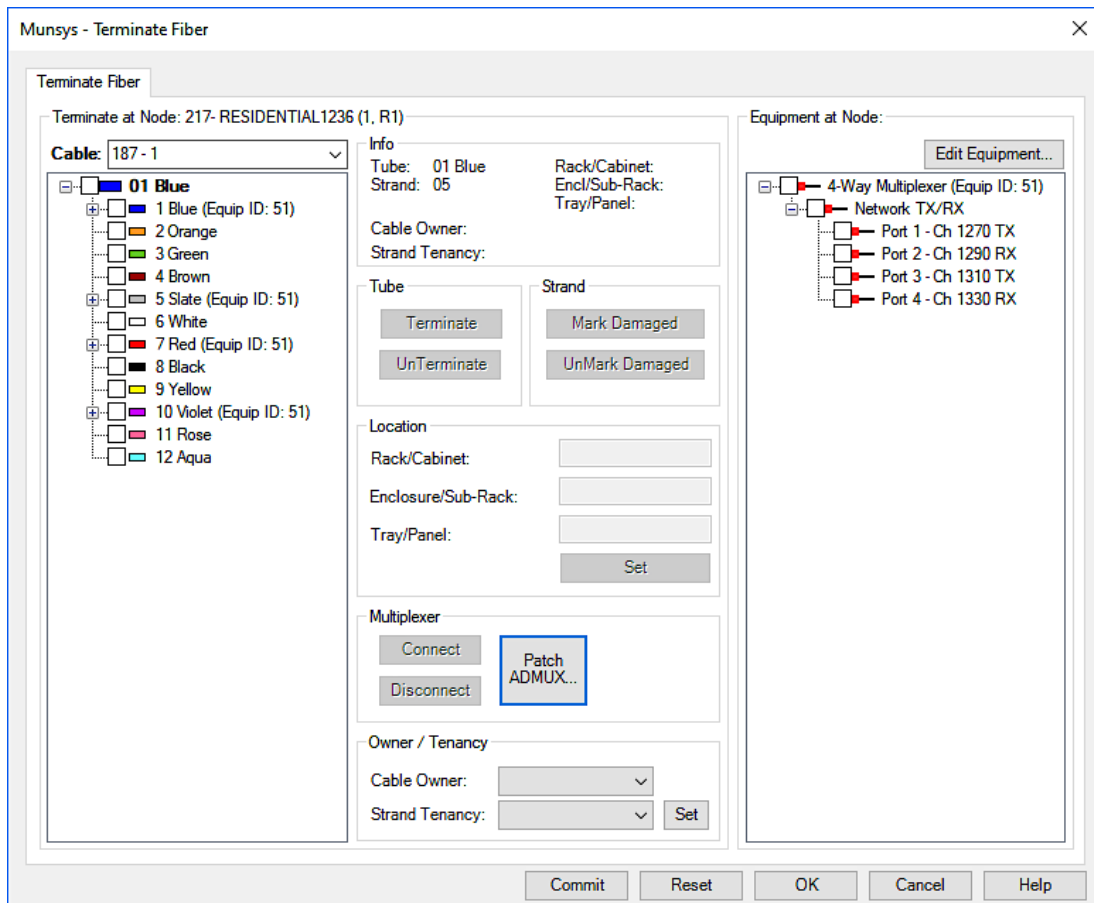 Munsys - Terminate Fiber
Terminate Fiber
Terminate at Node: 217- RESIDENTIAL1236 (1, R1)
Cable: 187 - 1
01 Blue
1 Blue (Equip ID: 51)
2 Orange
3 Green
4 Brown
5 Slate (Equip ID: 51)
6 White
7 Red (Equip ID: 51)
8 Black
9 Yellow
10 Violet (Equip ID: 51)
11 Rose
12 Aqua
Info
Tube: 01 Blue
Strand: 05
Rack/Cabinet:
Encl/Sub-Rack:
Tray/Panel:
Cable Owner:
Strand Tenancy:
Tube
Terminate
UnTerminate
Strand
Mark Damaged
UnMark Damaged
Location
Rack/Cabinet:
Enclosure/Sub-Rack:
Tray/Panel:
Set
Multiplexer
Connect
Disconnect
Patch
ADMUX...
Owner / Tenancy
Cable Owner:
Strand Tenancy:
Set
Equipment at Node:
Edit Equipment...
4-Way Multiplexer (Equip ID: 51)
Network TX/RX
Port 1 - Ch 1270 TX
Port 2 - Ch 1290 RX
Port 3 - Ch 1310 TX
Port 4 - Ch 1330 RX
Commit
Reset
OK
Cancel
Help